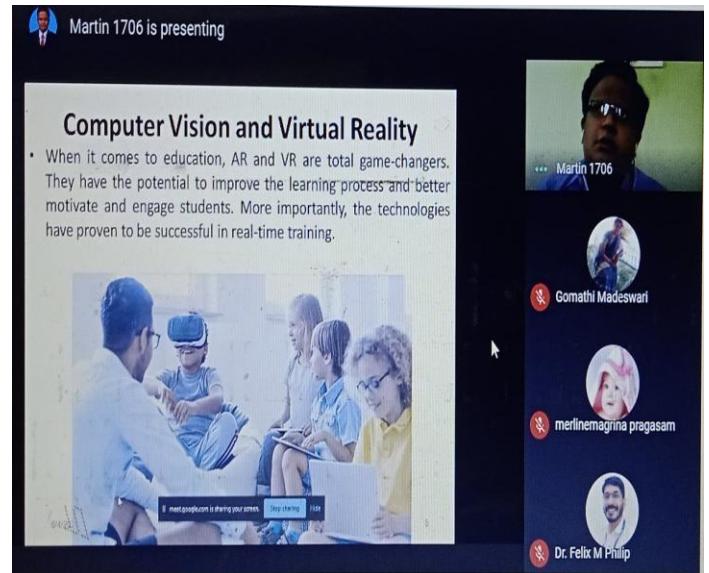 Martin 1706 is presenting
Computer Vision and Virtual Reality
• When it comes to education, AR and VR are total game-changers.
They have the potential to improve the learning process and better
motivate and engage students. More importantly, the technologies
have proven to be successful in real-time training.
meet.google.com is sharing your screen.
Stop sharing
Hide
Martin 1706
Gomathi Madeswari
merlinemagrina pragasam
Dr. Felix M Philip